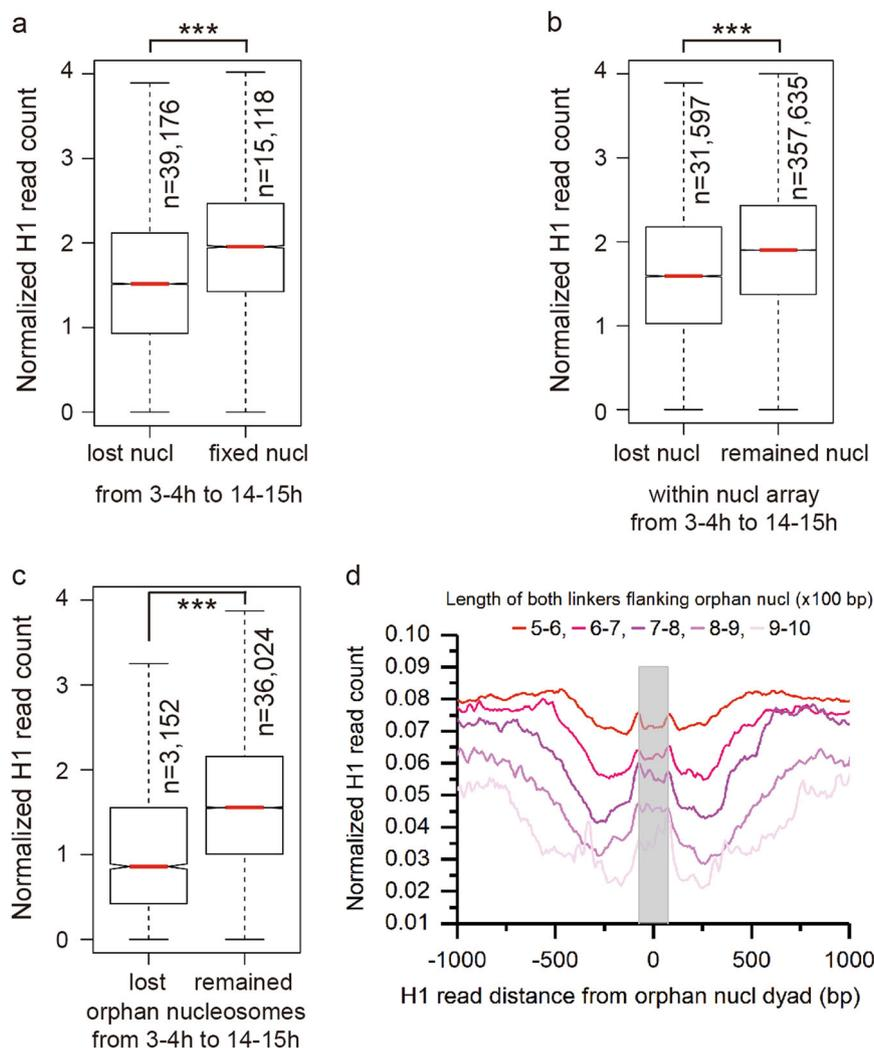 a
***
Normalized H1 read count
4
3
2
1
0
n=39,176
n=15,118
lost nucl fixed nucl
from 3-4h to 14-15h
b
***
Normalized H1 read count
4
3
2
1
0
n=31,597
n=357,635
lost nucl remained nucl
within nucl array
from 3-4h to 14-15h
c
***
Normalized H1 read count
4
3
2
1
0
n=3,152
n=36,024
lost remained
orphan nucleosomes
from 3-4h to 14-15h
d
Length of both linkers flanking orphan nucl (x100 bp)
5-6, 6-7, 7-8, 8-9, 9-10
Normalized H1 read count
0.10
0.09
0.08
0.07
0.06
0.05
0.04
0.03
0.02
0.01
-1000 -500 0 500 1000
H1 read distance from orphan nucl dyad (bp)